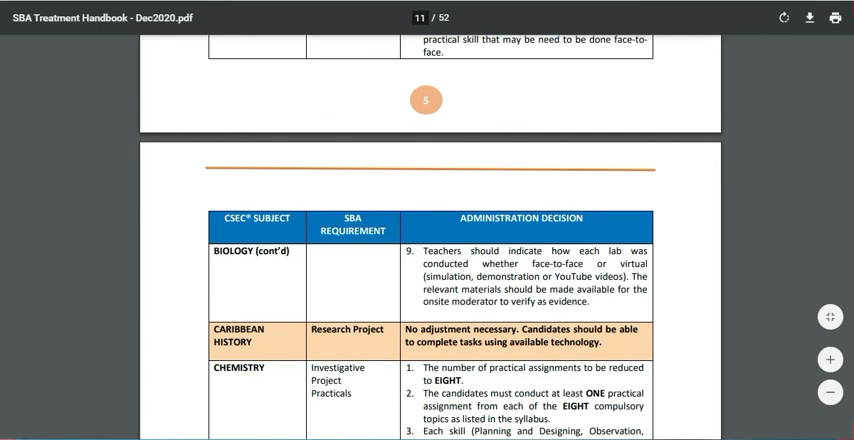 SBA Treatment Handbook - Dec2020.pdf
11 / 52
practical skill that may be need to be done face-to-
face.
5
CSEC® SUBJECT
SBA
REQUIREMENT
ADMINISTRATION DECISION
BIOLOGY (cont'd)
9. Teachers should indicate how each lab was
conducted whether face-to-face or virtual
(simulation, demonstration or YouTube videos). The
relevant materials should be made available for the
onsite moderator to verify as evidence.
CARIBBEAN
HISTORY
Research Project
No adjustment necessary. Candidates should be able
to complete tasks using available technology.
CHEMISTRY
Investigative
Project
Practicals
1. The number of practical assignments to be reduced
to EIGHT.
2. The candidates must conduct at least ONE practical
assignment from each of the EIGHT compulsory
topics as listed in the syllabus.
3. Each skill (Planning and Designing, Observation,